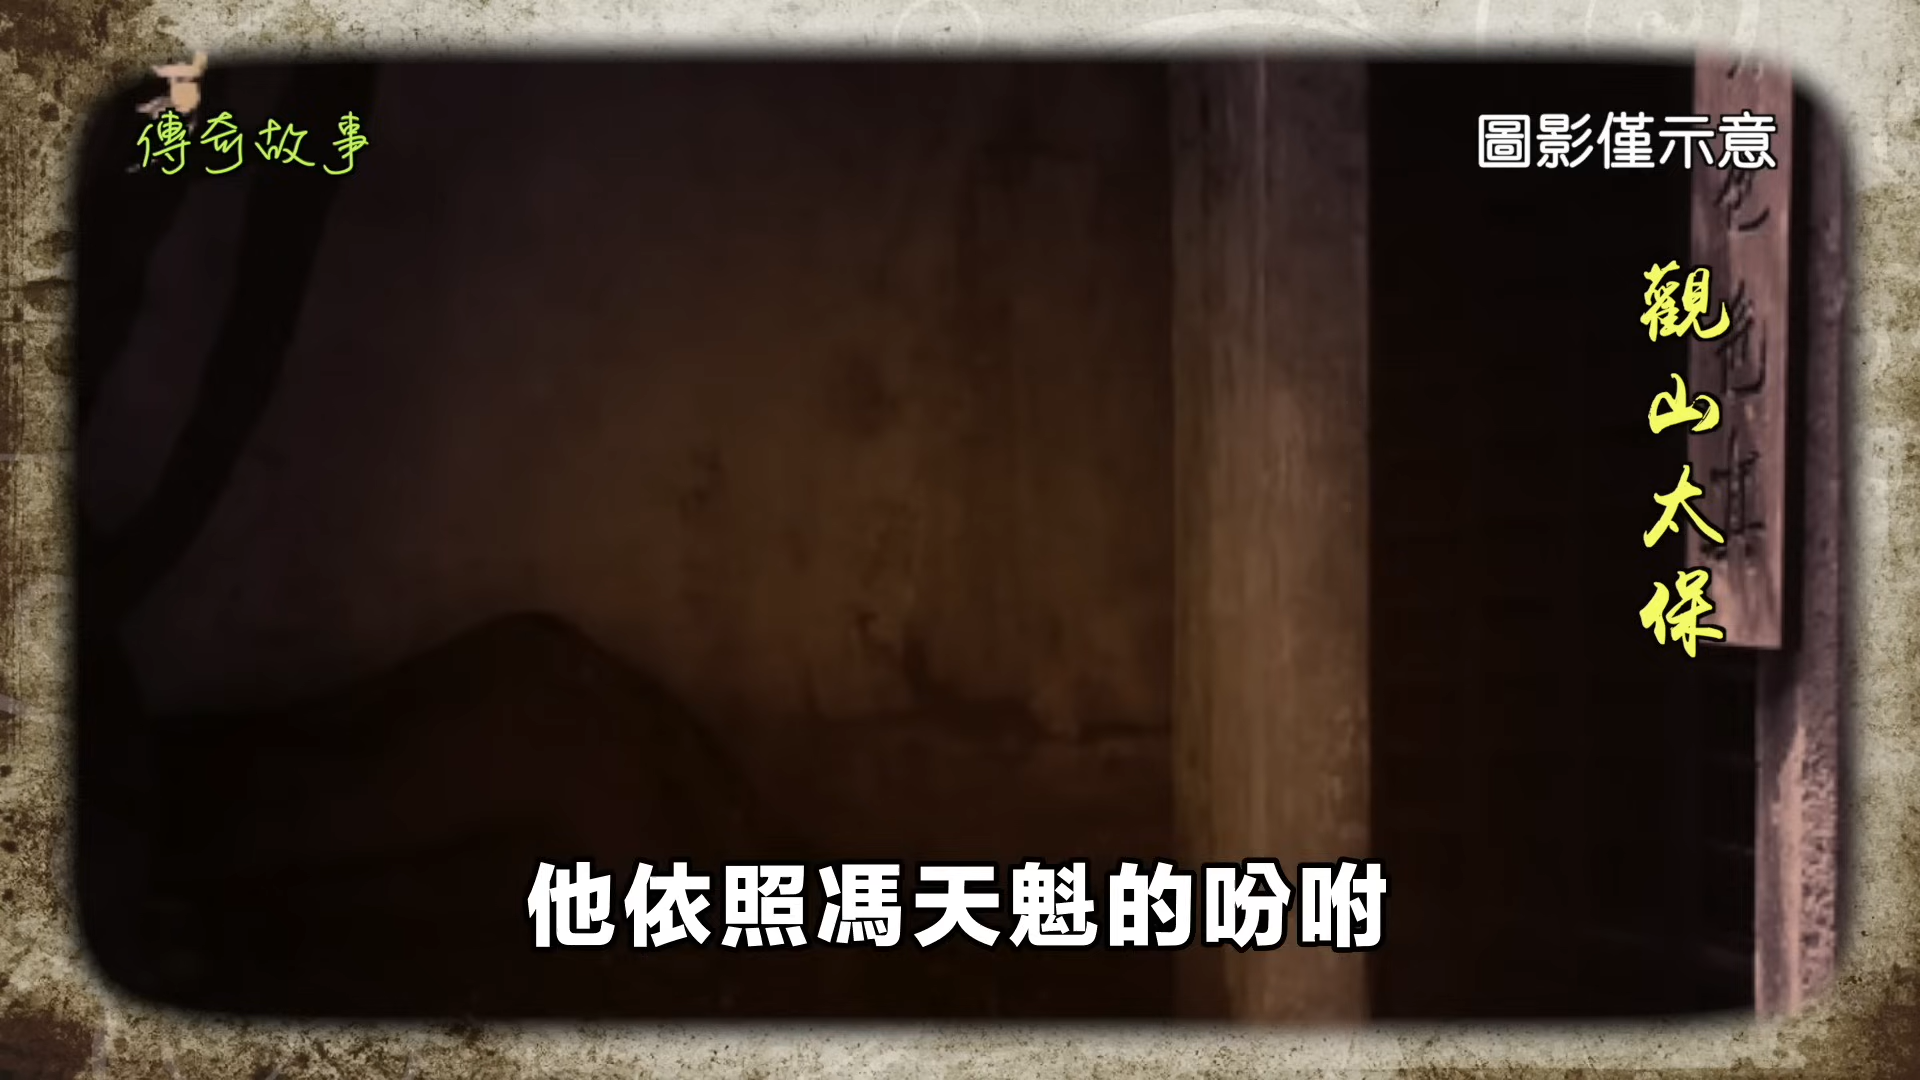 傳奇故事
圖影僅示意
觀山太保
他依照馮天魁的吩咐